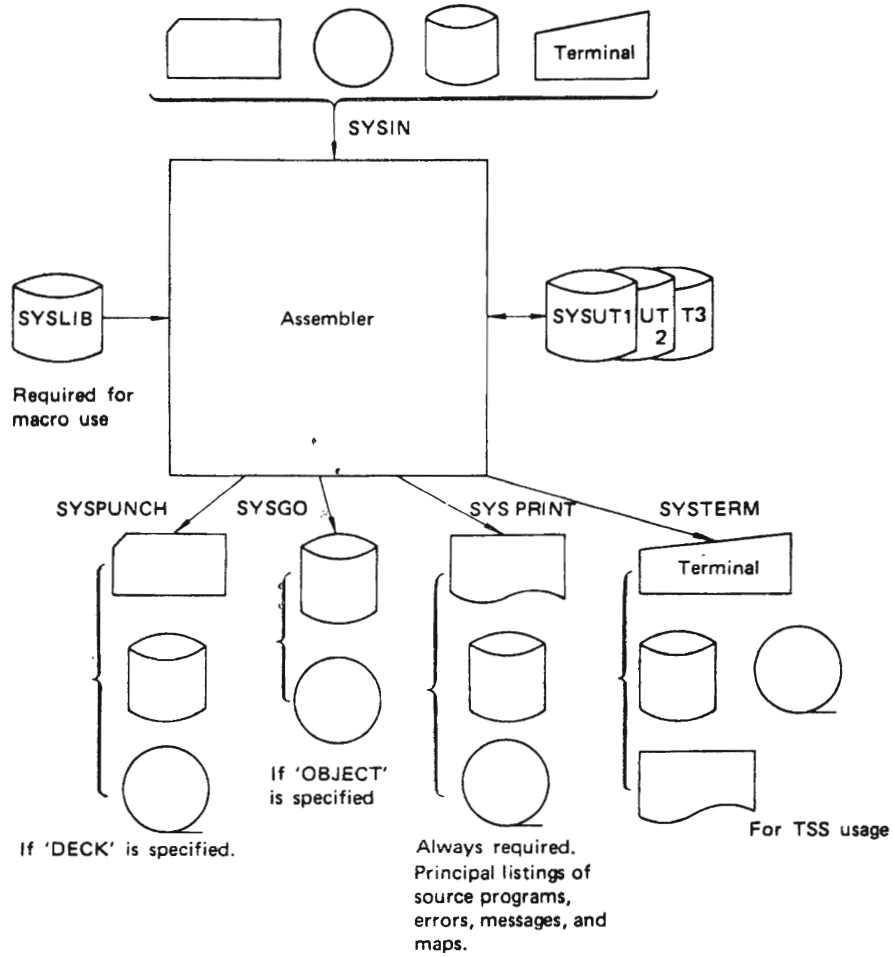 Terminal
SYSIN
SYSLIB
Assembler
SYSUT1 UT T3
2
Required for
macro use
SYSPUNCH SYSGO SYS PRINT SYSTERM
Terminal
If 'OBJECT'
is specified
If 'DECK' is specified.
For TSS usage
Always required.
Principal listings of
source programs,
errors, messages, and
maps.